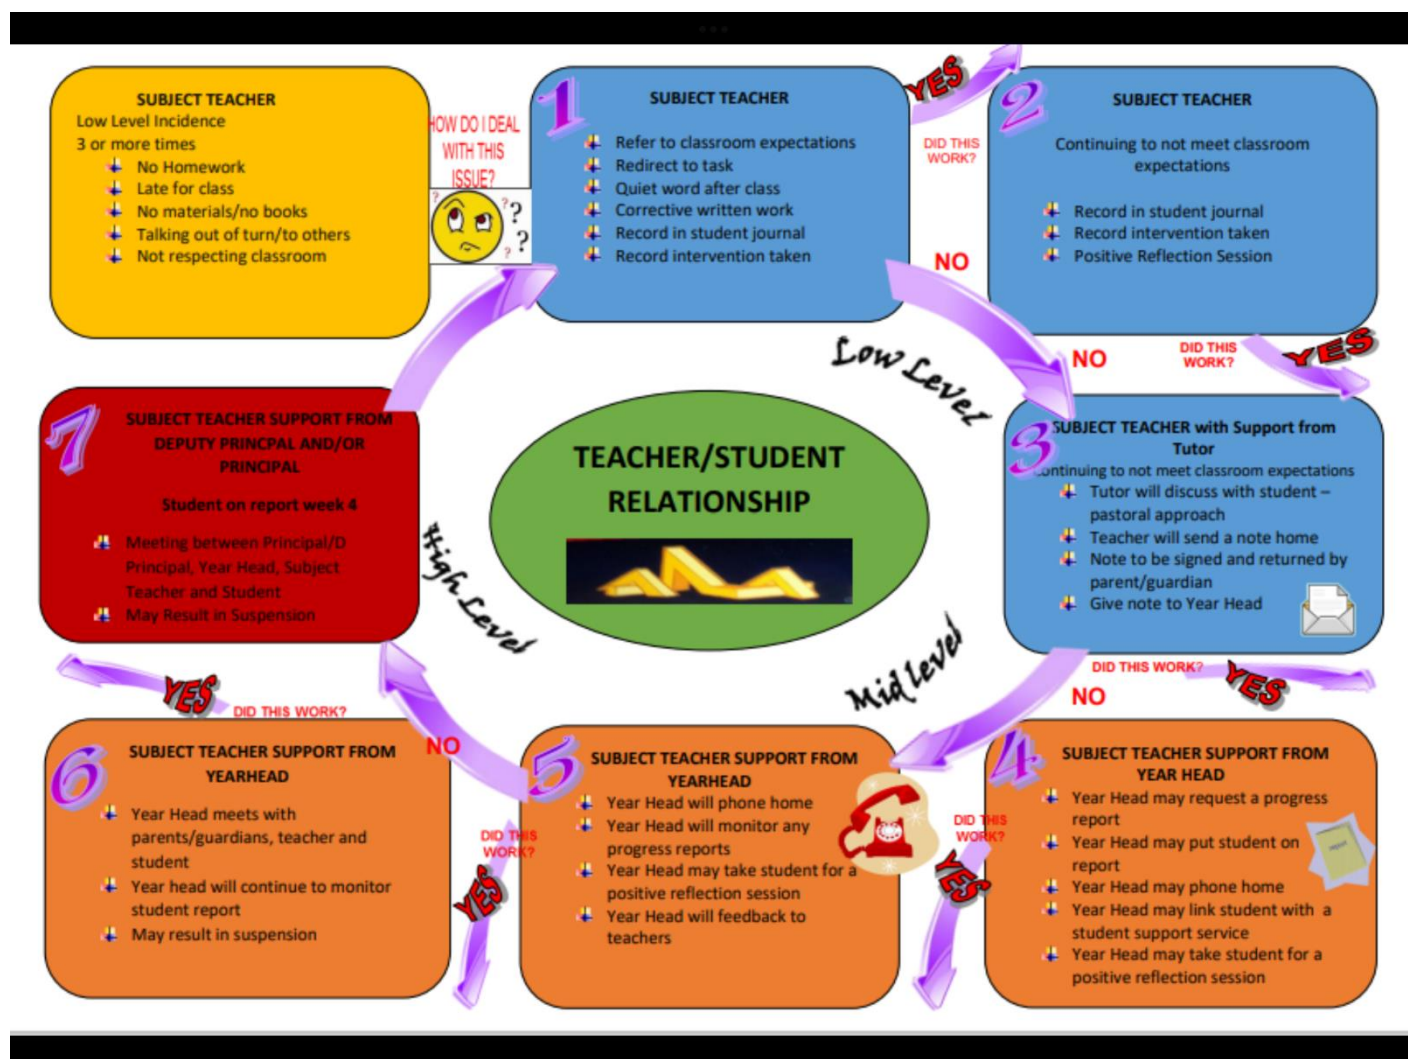 SUBJECT TEACHER
Low Level Incidence
3 or more times
No Homework
Late for class
No materials/no books
Talking out of turn/to others
Not respecting classroom
HOW DO I DEAL
WITH THIS
ISSUE?
? ? ? ? ? ?
1
SUBJECT TEACHER
Refer to classroom expectations
Redirect to task
Quiet word after class
Corrective written work
Record in student journal
Record intervention taken
YES
DID THIS
WORK?
NO
2
SUBJECT TEACHER
Continuing to not meet classroom
expectations
Record in student journal
Record intervention taken
Positive Reflection Session
NO
DID THIS
WORK?
YES
Low Level
3
SUBJECT TEACHER with Support from
Tutor
Continuing to not meet classroom expectations
Tutor will discuss with student –
pastoral approach
Teacher will send a note home
Note to be signed and returned by
parent/guardian
Give note to Year Head
DID THIS WORK?
YES
NO
TEACHER/STUDENT
RELATIONSHIP
Mid level
4
SUBJECT TEACHER SUPPORT FROM
YEAR HEAD
Year Head may request a progress
report
Year Head may put student on
report
Year Head may phone home
Year Head may link student with a
student support service
Year Head may take student for a
positive reflection session
DID THIS
WORK?
YES
5
SUBJECT TEACHER SUPPORT FROM
YEARHEAD
Year Head will phone home
Year Head will monitor any
progress reports
Year Head may take student for a
positive reflection session
Year Head will feedback to
teachers
DID THIS
WORK?
YES
NO
6
SUBJECT TEACHER SUPPORT FROM
YEARHEAD
Year Head meets with
parents/guardians, teacher and
student
Year head will continue to monitor
student report
May result in suspension
DID THIS WORK?
YES
High Level
7
SUBJECT TEACHER SUPPORT FROM
DEPUTY PRINCPAL AND/OR
PRINCIPAL
Student on report week 4
Meeting between Principal/D
Principal, Year Head, Subject
Teacher and Student
May Result in Suspension